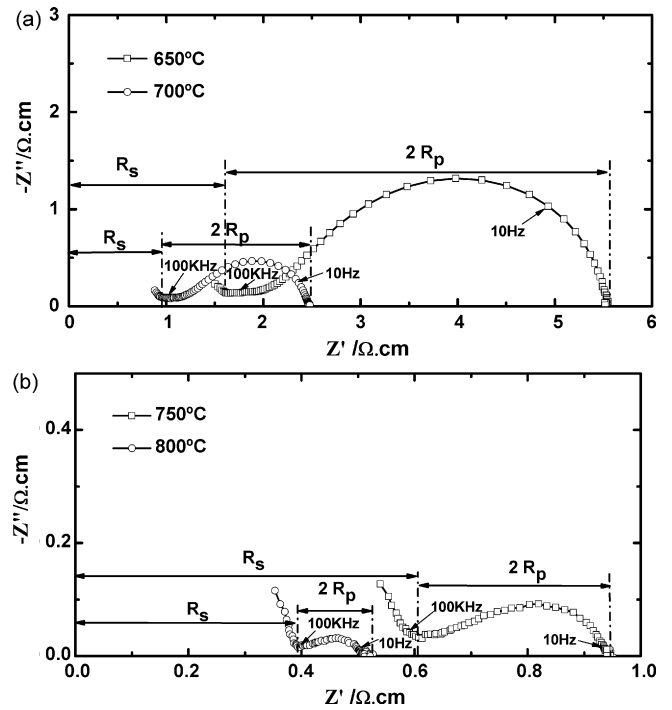 (a)
3
650ºC
700ºC
-Z''/Ω.cm
2
Rs
2 Rp
1
Rs
2 Rp
100KHz
100KHz
10Hz
10Hz
0
0 1 2 3 4 5 6
Z' /Ω.cm
(b)
750ºC
800ºC
0.4
-Z''/Ω.cm
0.2
Rs
2 Rp
2 Rp
Rs
100KHz
100KHz
10Hz
10Hz
0.0
0.0 0.2 0.4 0.6 0.8 1.0
Z' /Ω.cm